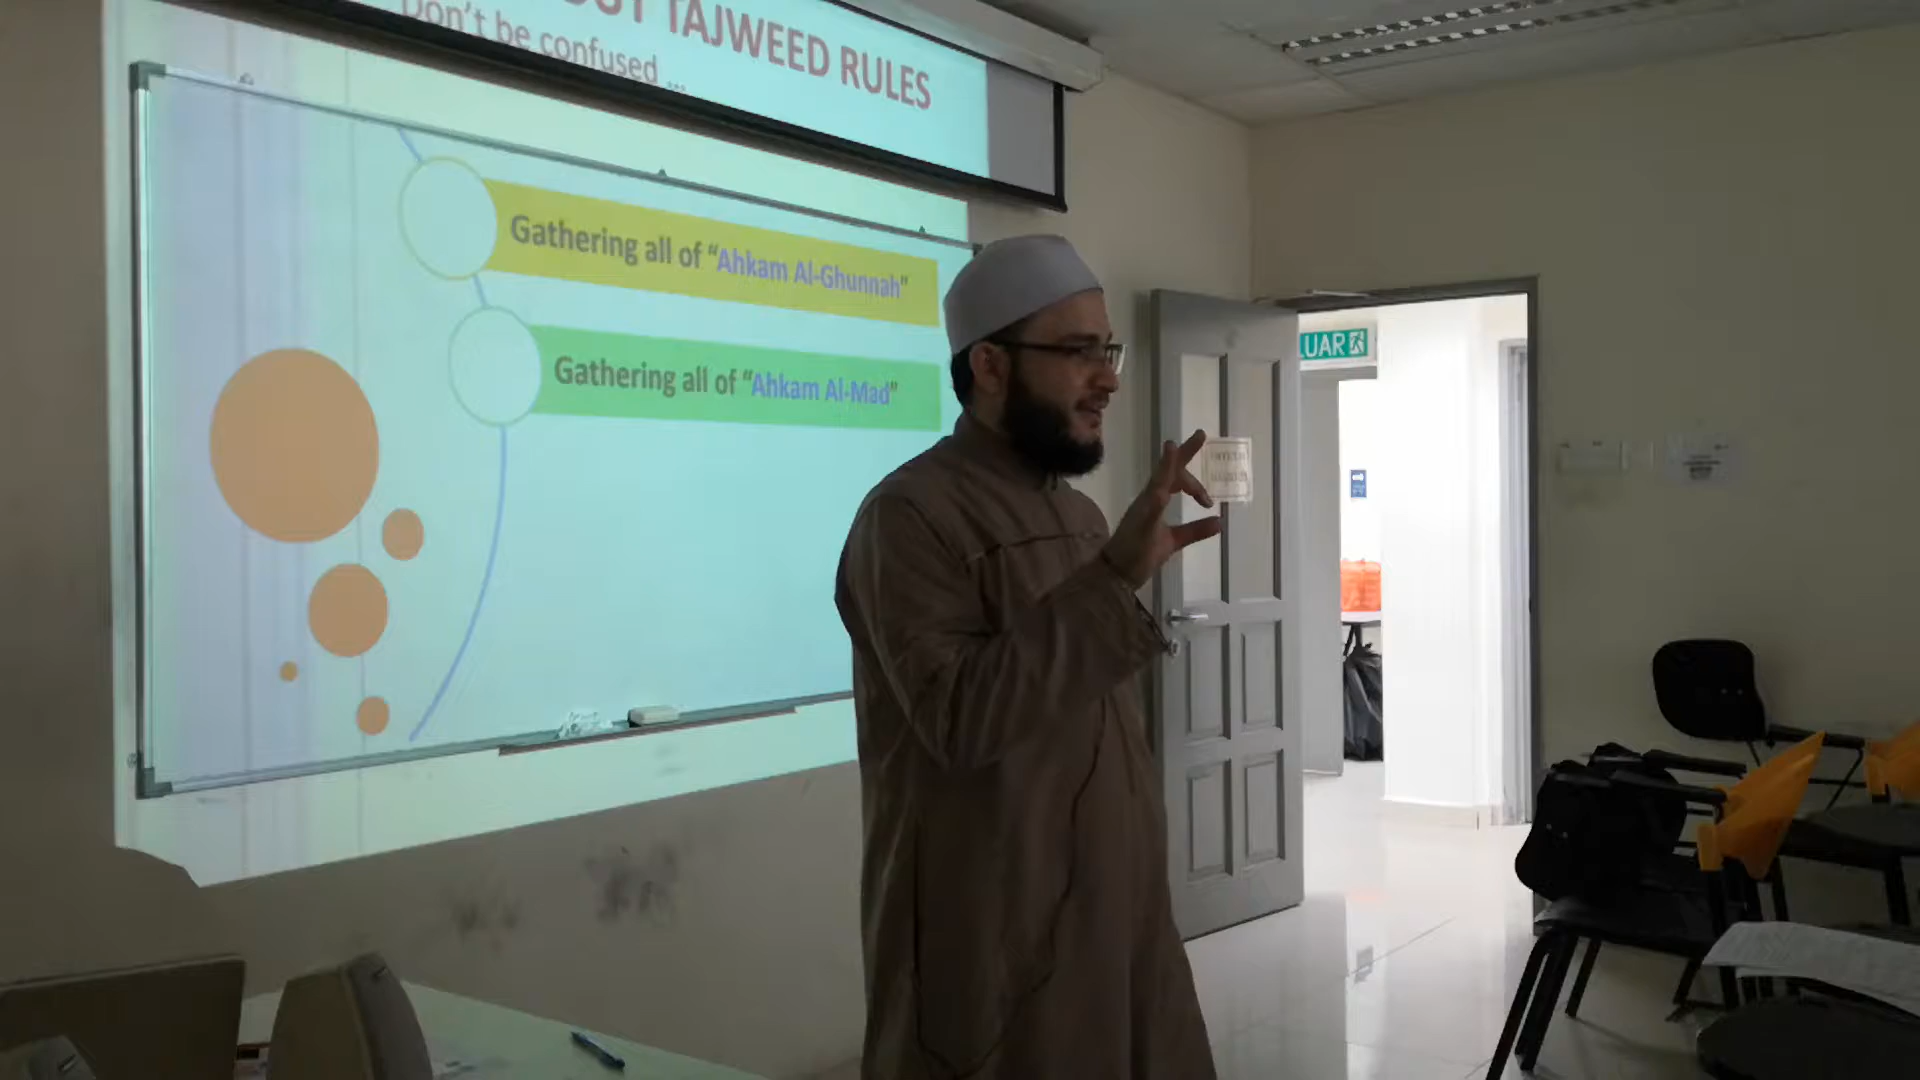 TAJWEED RULES
Don't be confused ...
Gathering all of “Ahkam Al-Ghunnah”
Gathering all of “Ahkam Al-Mad”
LUAR